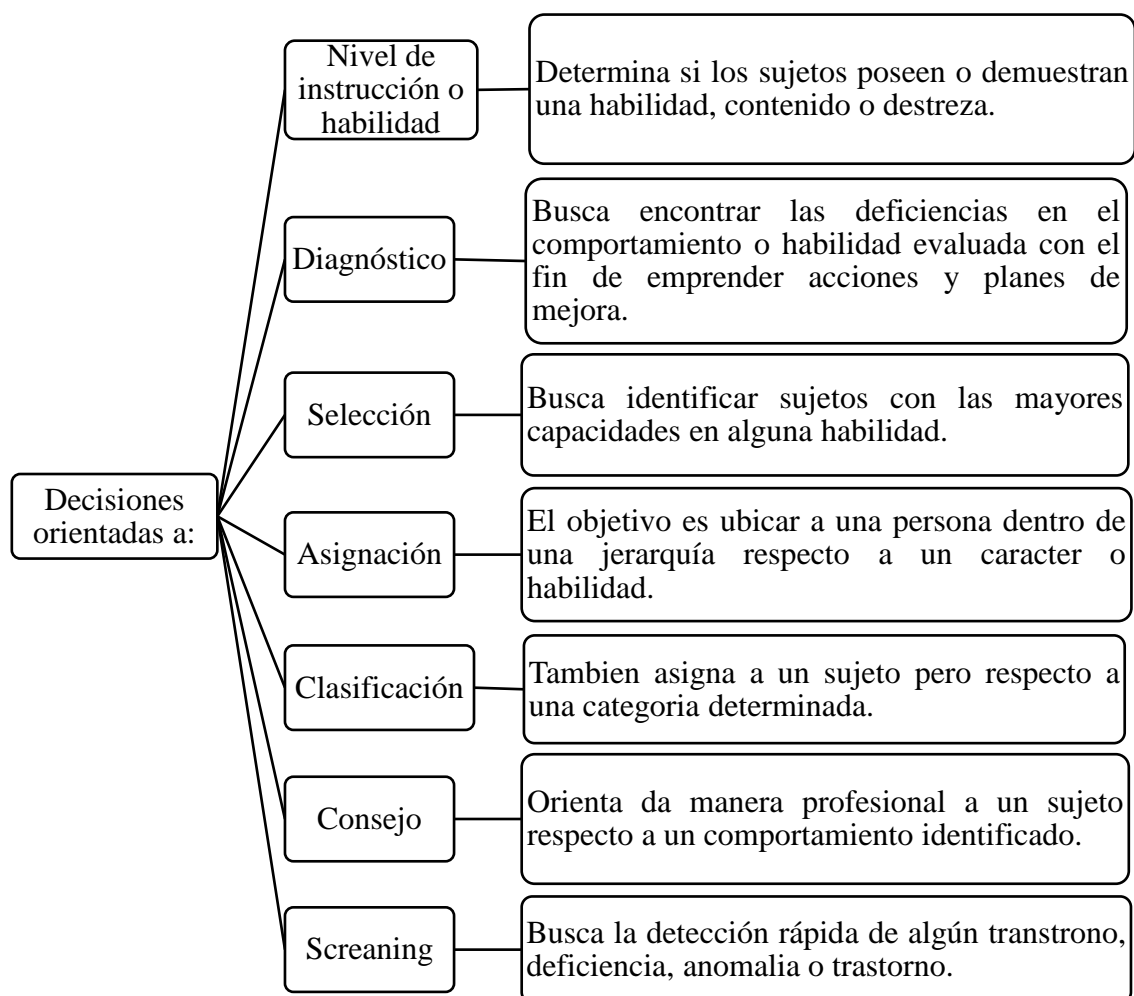 Nivel de
instrucción o
habilidad
Determina si los sujetos poseen o demuestran
una habilidad, contenido o destreza.
Diagnóstico
Busca encontrar las deficiencias en el
comportamiento o habilidad evaluada con el
fin de emprender acciones y planes de
mejora.
Selección
Busca identificar sujetos con las mayores
capacidades en alguna habilidad.
Decisiones
orientadas a:
Asignación
El objetivo es ubicar a una persona dentro de
una jerarquía respecto a un caracter o
habilidad.
Clasificación
Tambien asigna a un sujeto pero respecto a
una categoria determinada.
Consejo
Orienta da manera profesional a un sujeto
respecto a un comportamiento identificado.
Screaning
Busca la detección rápida de algún transtrono,
deficiencia, anomalia o trastorno.